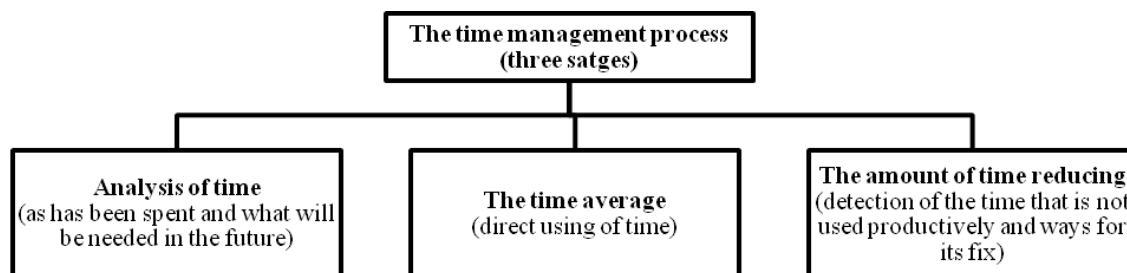 The time management process
(three satges)
Analysis of time
(as has been spent and what will
be needed in the future)
The time average
(direct using of time)
The amount of time reducing
(detection of the time that is not
used productively and ways for
its fix)